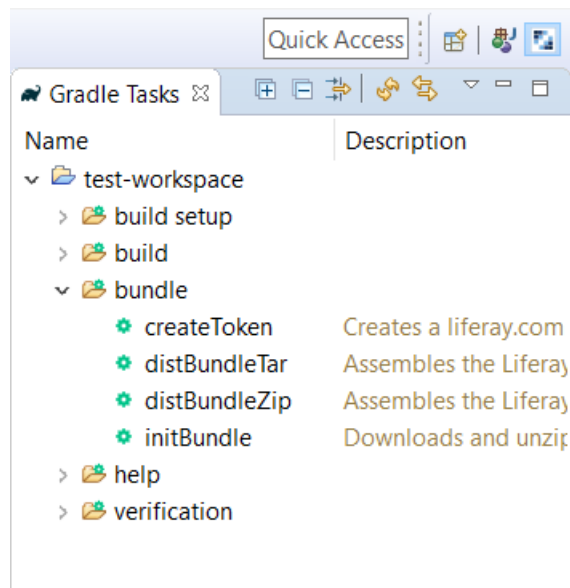 Quick Access
Gradle Tasks
Name Description
test-workspace
build setup
build
bundle
createToken Creates a liferay.com
distBundleTar Assembles the Liferay
distBundleZip Assembles the Liferay
initBundle Downloads and unzip
help
verification